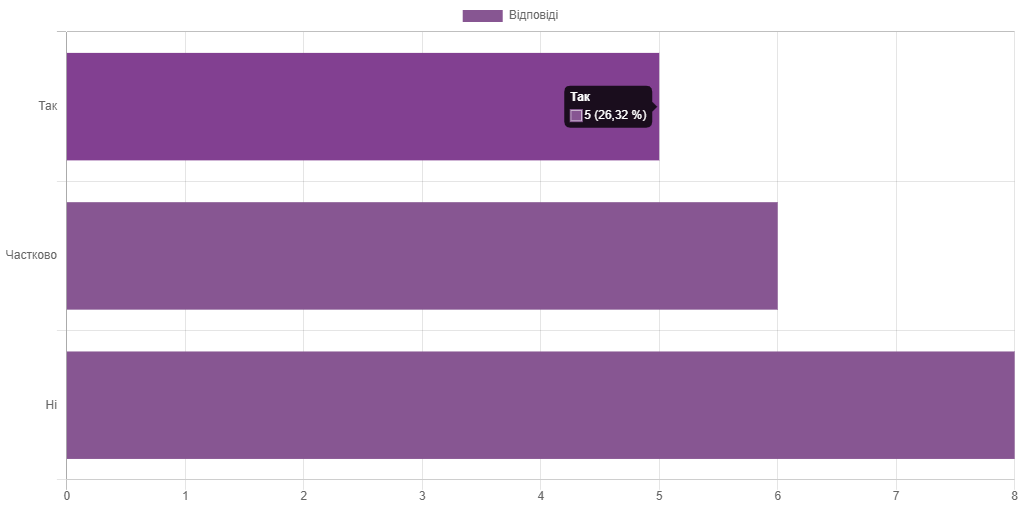 Відповіді
Так
Так
5 (26,32 %)
Частково
Ні
0 1 2 3 4 5 6 7 8